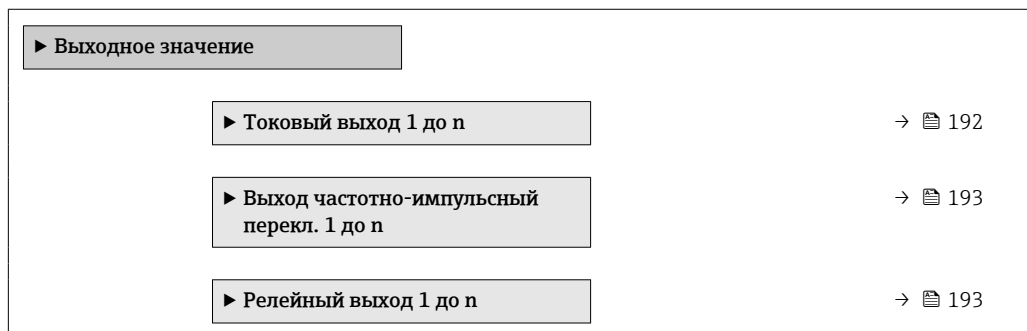 ▶ Выходное значение
▶ Токовый выход 1 до n → 192
▶ Выход частотно-импульсный → 193
перекл. 1 до n
▶ Релейный выход 1 до n → 193